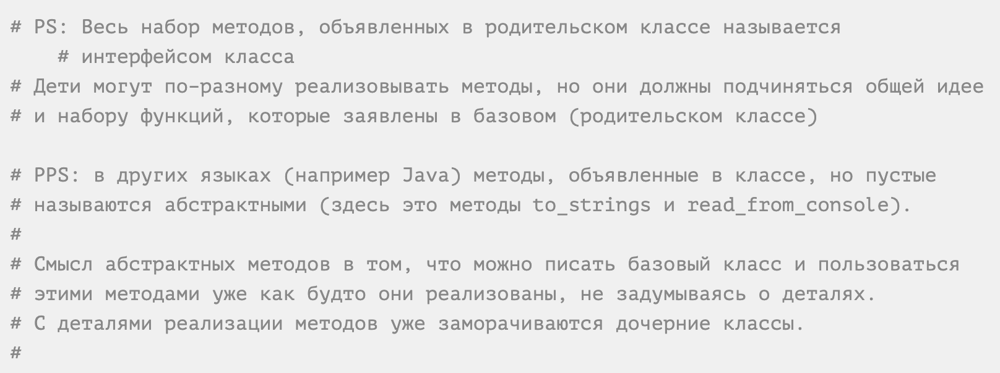 # PS: Весь набор методов, объявленных в родительском классе называется
# интерфейсом класса
# Дети могут по-разному реализовывать методы, но они должны подчиняться общей идее
# и набору функций, которые заявлены в базовом (родительском классе)
# PPS: в других языках (например Java) методы, объявленные в классе, но пустые
# называются абстрактными (здесь это методы to_strings и read_from_console).
#
# Смысл абстрактных методов в том, что можно писать базовый класс и пользоваться
# этими методами уже как будто они реализованы, не задумываясь о деталях.
# С деталями реализации методов уже заморачиваются дочерние классы.
#